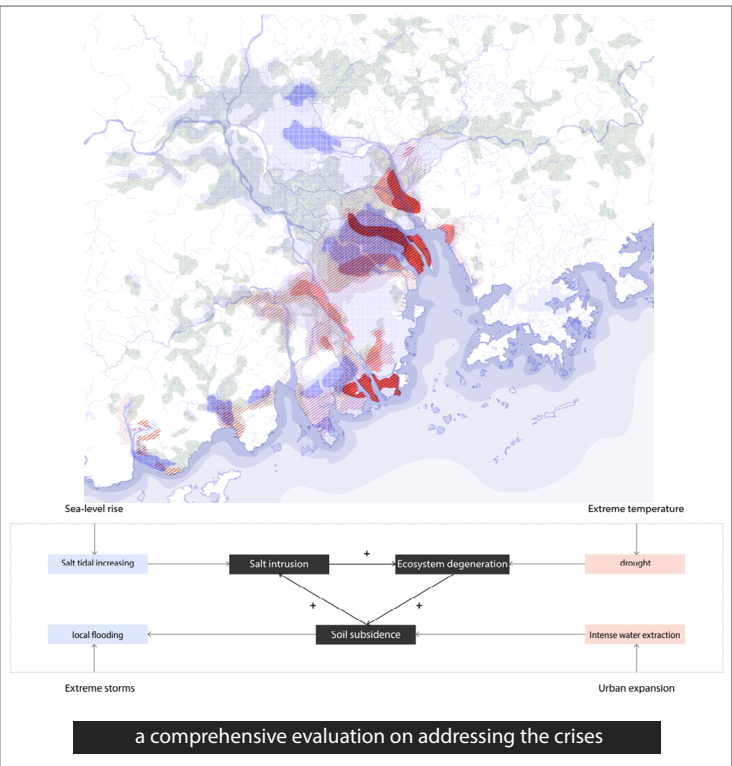 Sea-level rise
Extreme temperature
Salt tidal increasing
Salt intrusion
+
Ecosystem degeneration
drought
+
+
local flooding
Soil subsidence
Intense water extraction
Extreme storms
Urban expansion
a comprehensive evaluation on addressing the crises